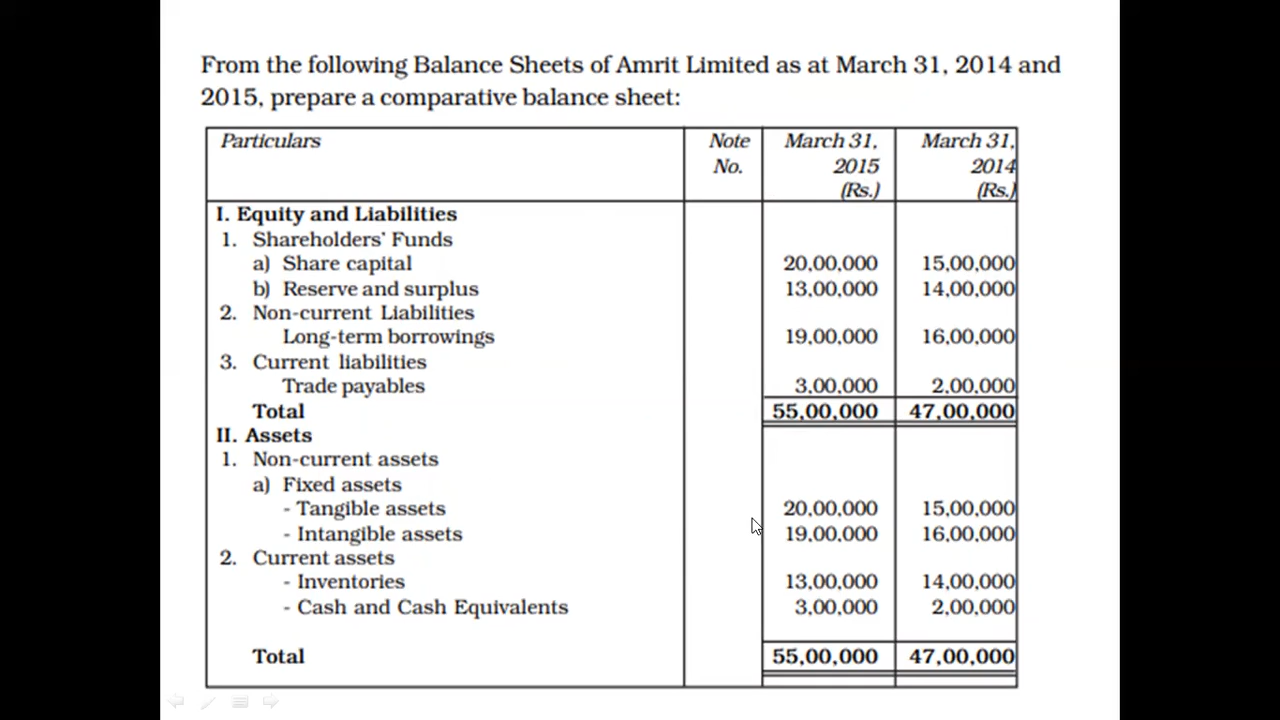 From the following Balance Sheets of Amrit Limited as at March 31, 2014 and
2015, prepare a comparative balance sheet:
Particulars Note March 31, March 31,
No. 2015 2014
(Rs.) (Rs.)
I. Equity and Liabilities
1. Shareholders' Funds
a) Share capital 20,00,000 15,00,000
b) Reserve and surplus 13,00,000 14,00,000
2. Non-current Liabilities
Long-term borrowings 19,00,000 16,00,000
3. Current liabilities
Trade payables 3,00,000 2,00,000
Total 55,00,000 47,00,000
II. Assets
1. Non-current assets
a) Fixed assets
- Tangible assets 20,00,000 15,00,000
- Intangible assets 19,00,000 16,00,000
2. Current assets
- Inventories 13,00,000 14,00,000
- Cash and Cash Equivalents 3,00,000 2,00,000
Total 55,00,000 47,00,000